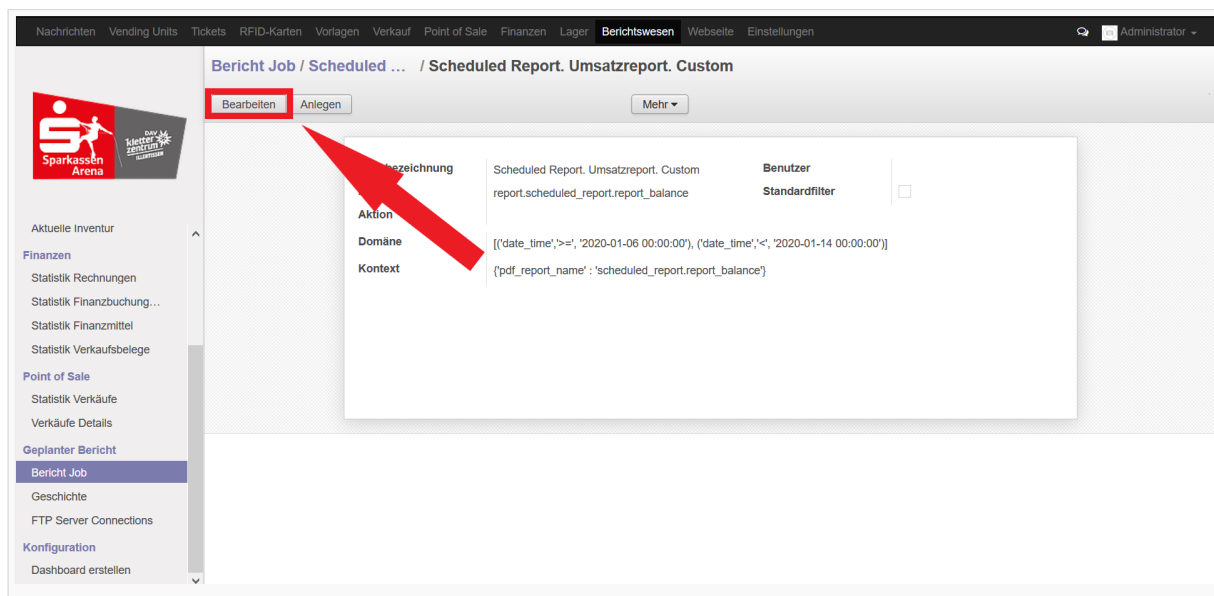 Nachrichten Vending Units Tickets RFID-Karten Vorlagen Verkauf Point of Sale Finanzen Lager Berichtswesen Webseite Einstellungen Administrator
Bericht Job / Scheduled ... / Scheduled Report. Umsatzreport. Custom
Bearbeiten Anlegen Mehr
Sparkassen
Arena
DAV
kletter
zentrum
ILLERTISSEN
bezeichnung Scheduled Report. Umsatzreport. Custom Benutzer
report.scheduled_report.report_balance Standardfilter
Aktion
Domäne [('date_time','>=', '2020-01-06 00:00:00'), ('date_time','<', '2020-01-14 00:00:00')]
Kontext {'pdf_report_name' : 'scheduled_report.report_balance'}
Aktuelle Inventur
Finanzen
Statistik Rechnungen
Statistik Finanzbuchung...
Statistik Finanzmittel
Statistik Verkaufsbelege
Point of Sale
Statistik Verkäufe
Verkäufe Details
Geplanter Bericht
Bericht Job
Geschichte
FTP Server Connections
Konfiguration
Dashboard erstellen